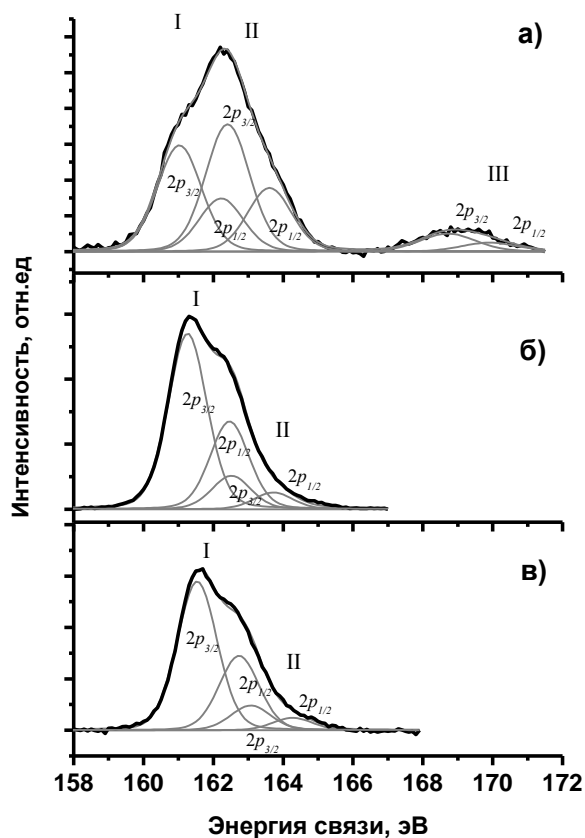 I
II
а)
2p3/2
III
2p3/2
2p3/2
2p1/2
2p1/2
2p1/2
I
б)
2p3/2
II
2p1/2
2p1/2
2p3/2
I
в)
2p3/2
II
2p1/2
2p1/2
2p3/2
158 160 162 164 166 168 170 172
Энергия связи, эВ
Интенсивность, отн.ед